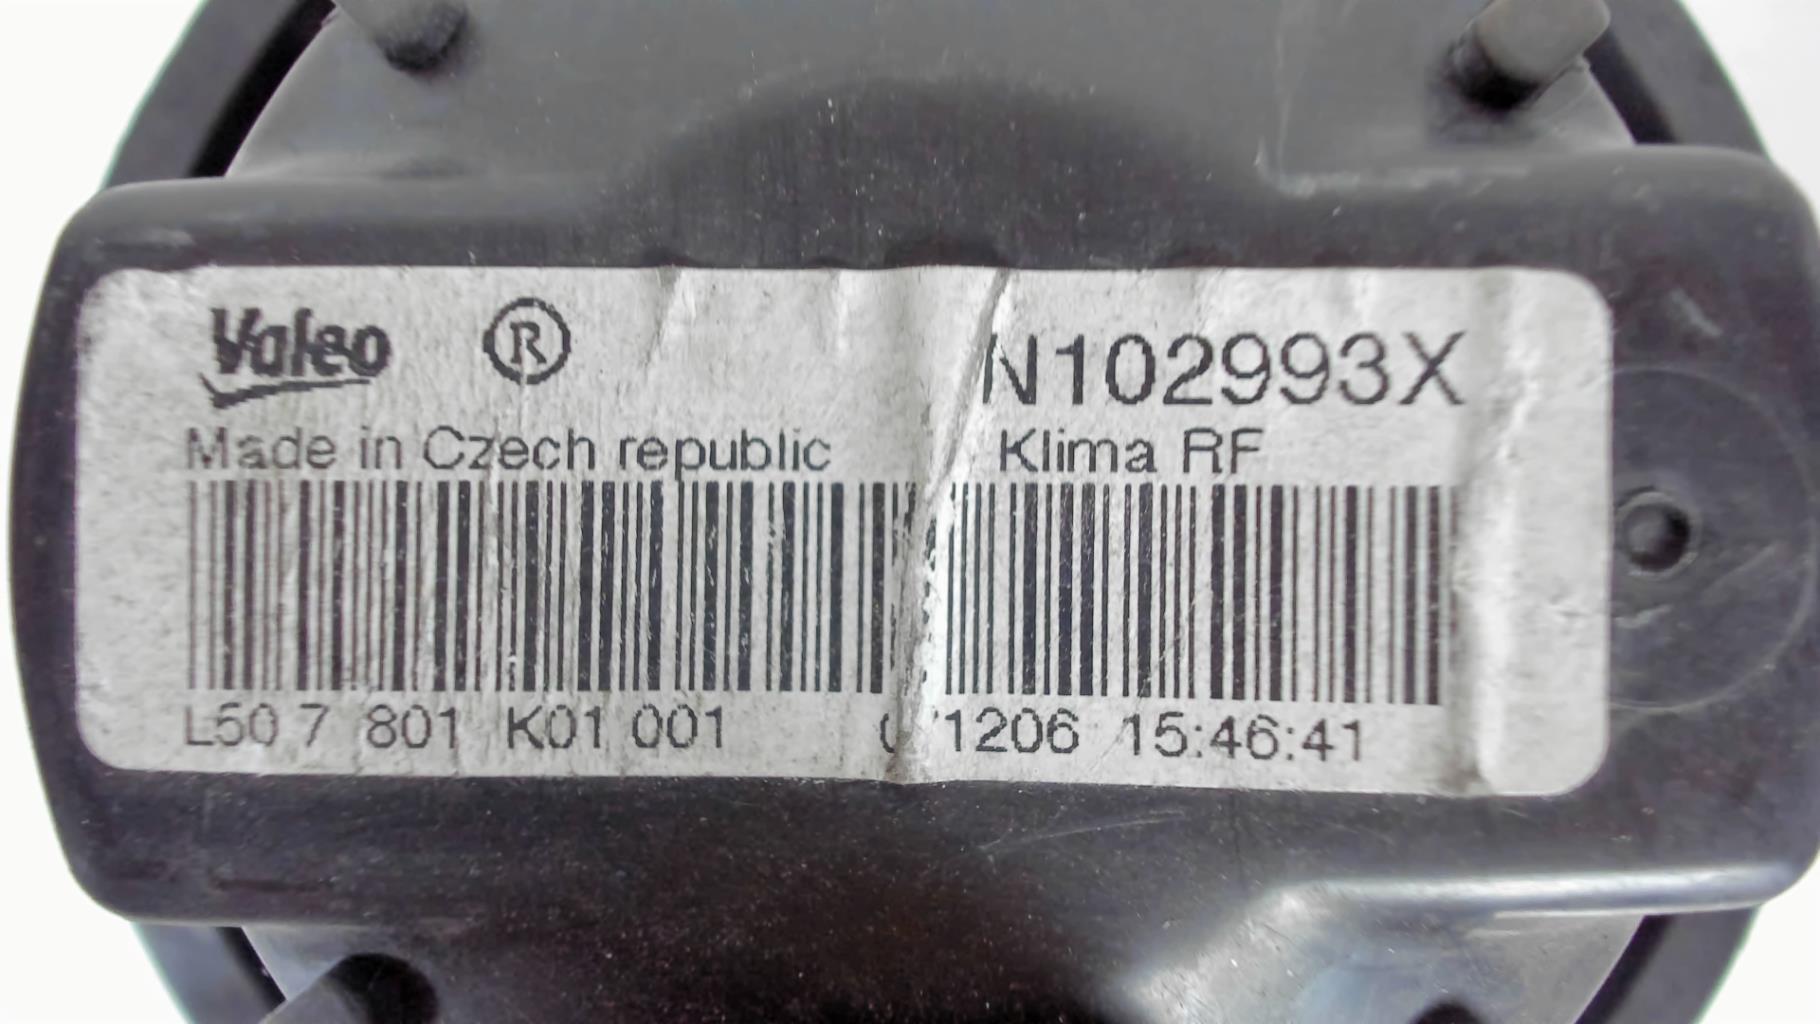 Valeo ® N102993X
Made in Czech republic Klima RF
L50 7 801 K01 001 1206 15:46:41